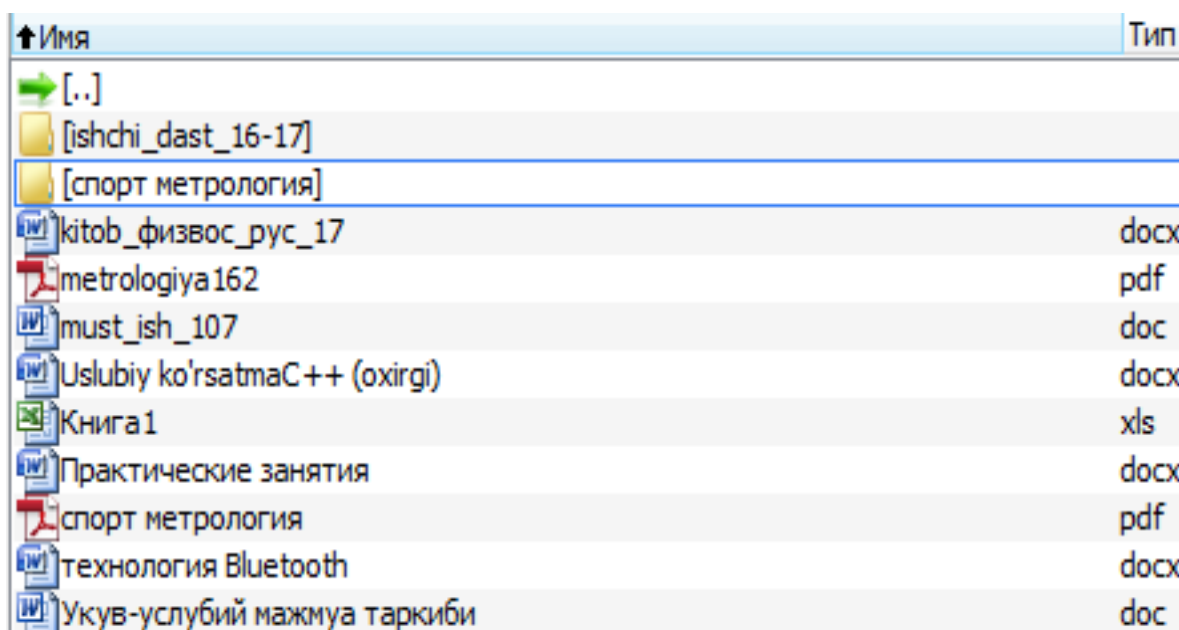 Имя Тип
[..]
[ishchi_dast_16-17]
[спорт метрология]
kitob_физвос_рус_17 docx
metrologiya162 pdf
must_ish_107 doc
Uslubiy ko'rsatmaC++ (oxirgi) docx
Книга1 xls
Практические занятия docx
спорт метрология pdf
технология Bluetooth docx
Укув-услубий мажмуа таркиби doc